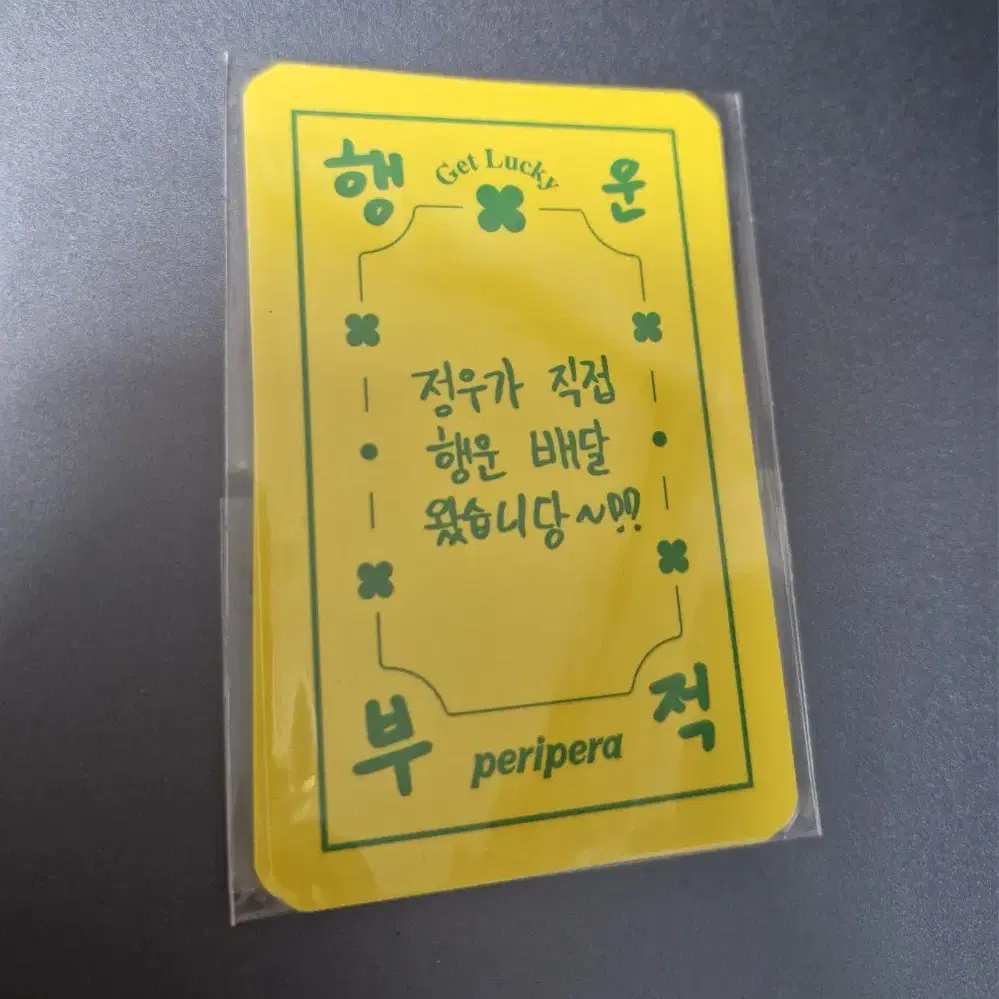 행 Get Lucky 운
정우가 직접
행운 배달
왔습니당~!!
부 peripera 적